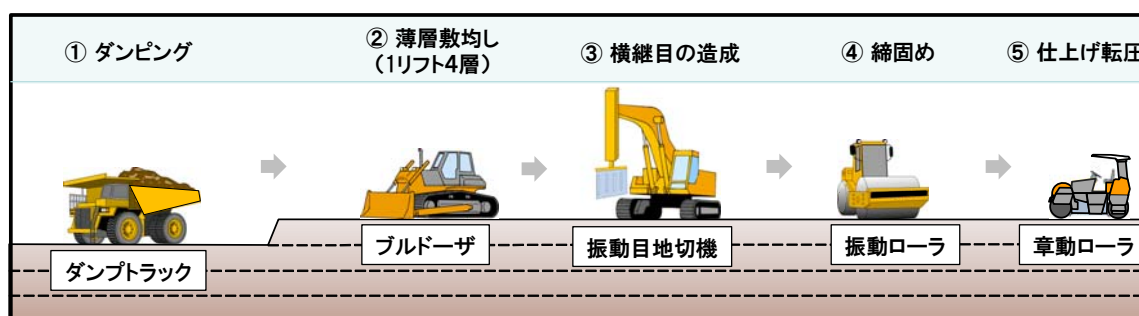 ① ダンピング
② 薄層敷均し
（1リフト4層）
③ 横継目の造成
④ 締固め
⑤ 仕上げ転圧
ダンプトラック
ブルドーザ
振動目地切機
振動ローラ
章動ローラ